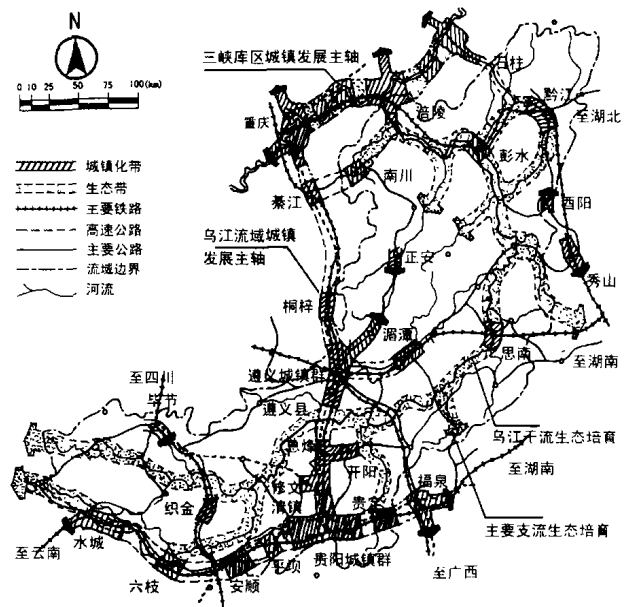 N
0 10 25 50 75 100(km)
城镇化带
生态带
主要铁路
高速公路
主要公路
流域边界
河流
三峡库区城镇发展主轴
石柱
黔江
至湖北
重庆
涪陵
彭水
南川
綦江
酉阳
乌江流域城镇
发展主轴
正安
秀山
桐梓
湄潭
思南
至湖南
遵义城镇群
至四川
毕节
遵义县
乌江干流生态培育
息烽
开阳
至湖南
修文
福泉
织金
清镇
贵定
主要支流生态培育
至云南
水城
平坝
贵阳城镇群
至广西
六枝
安顺